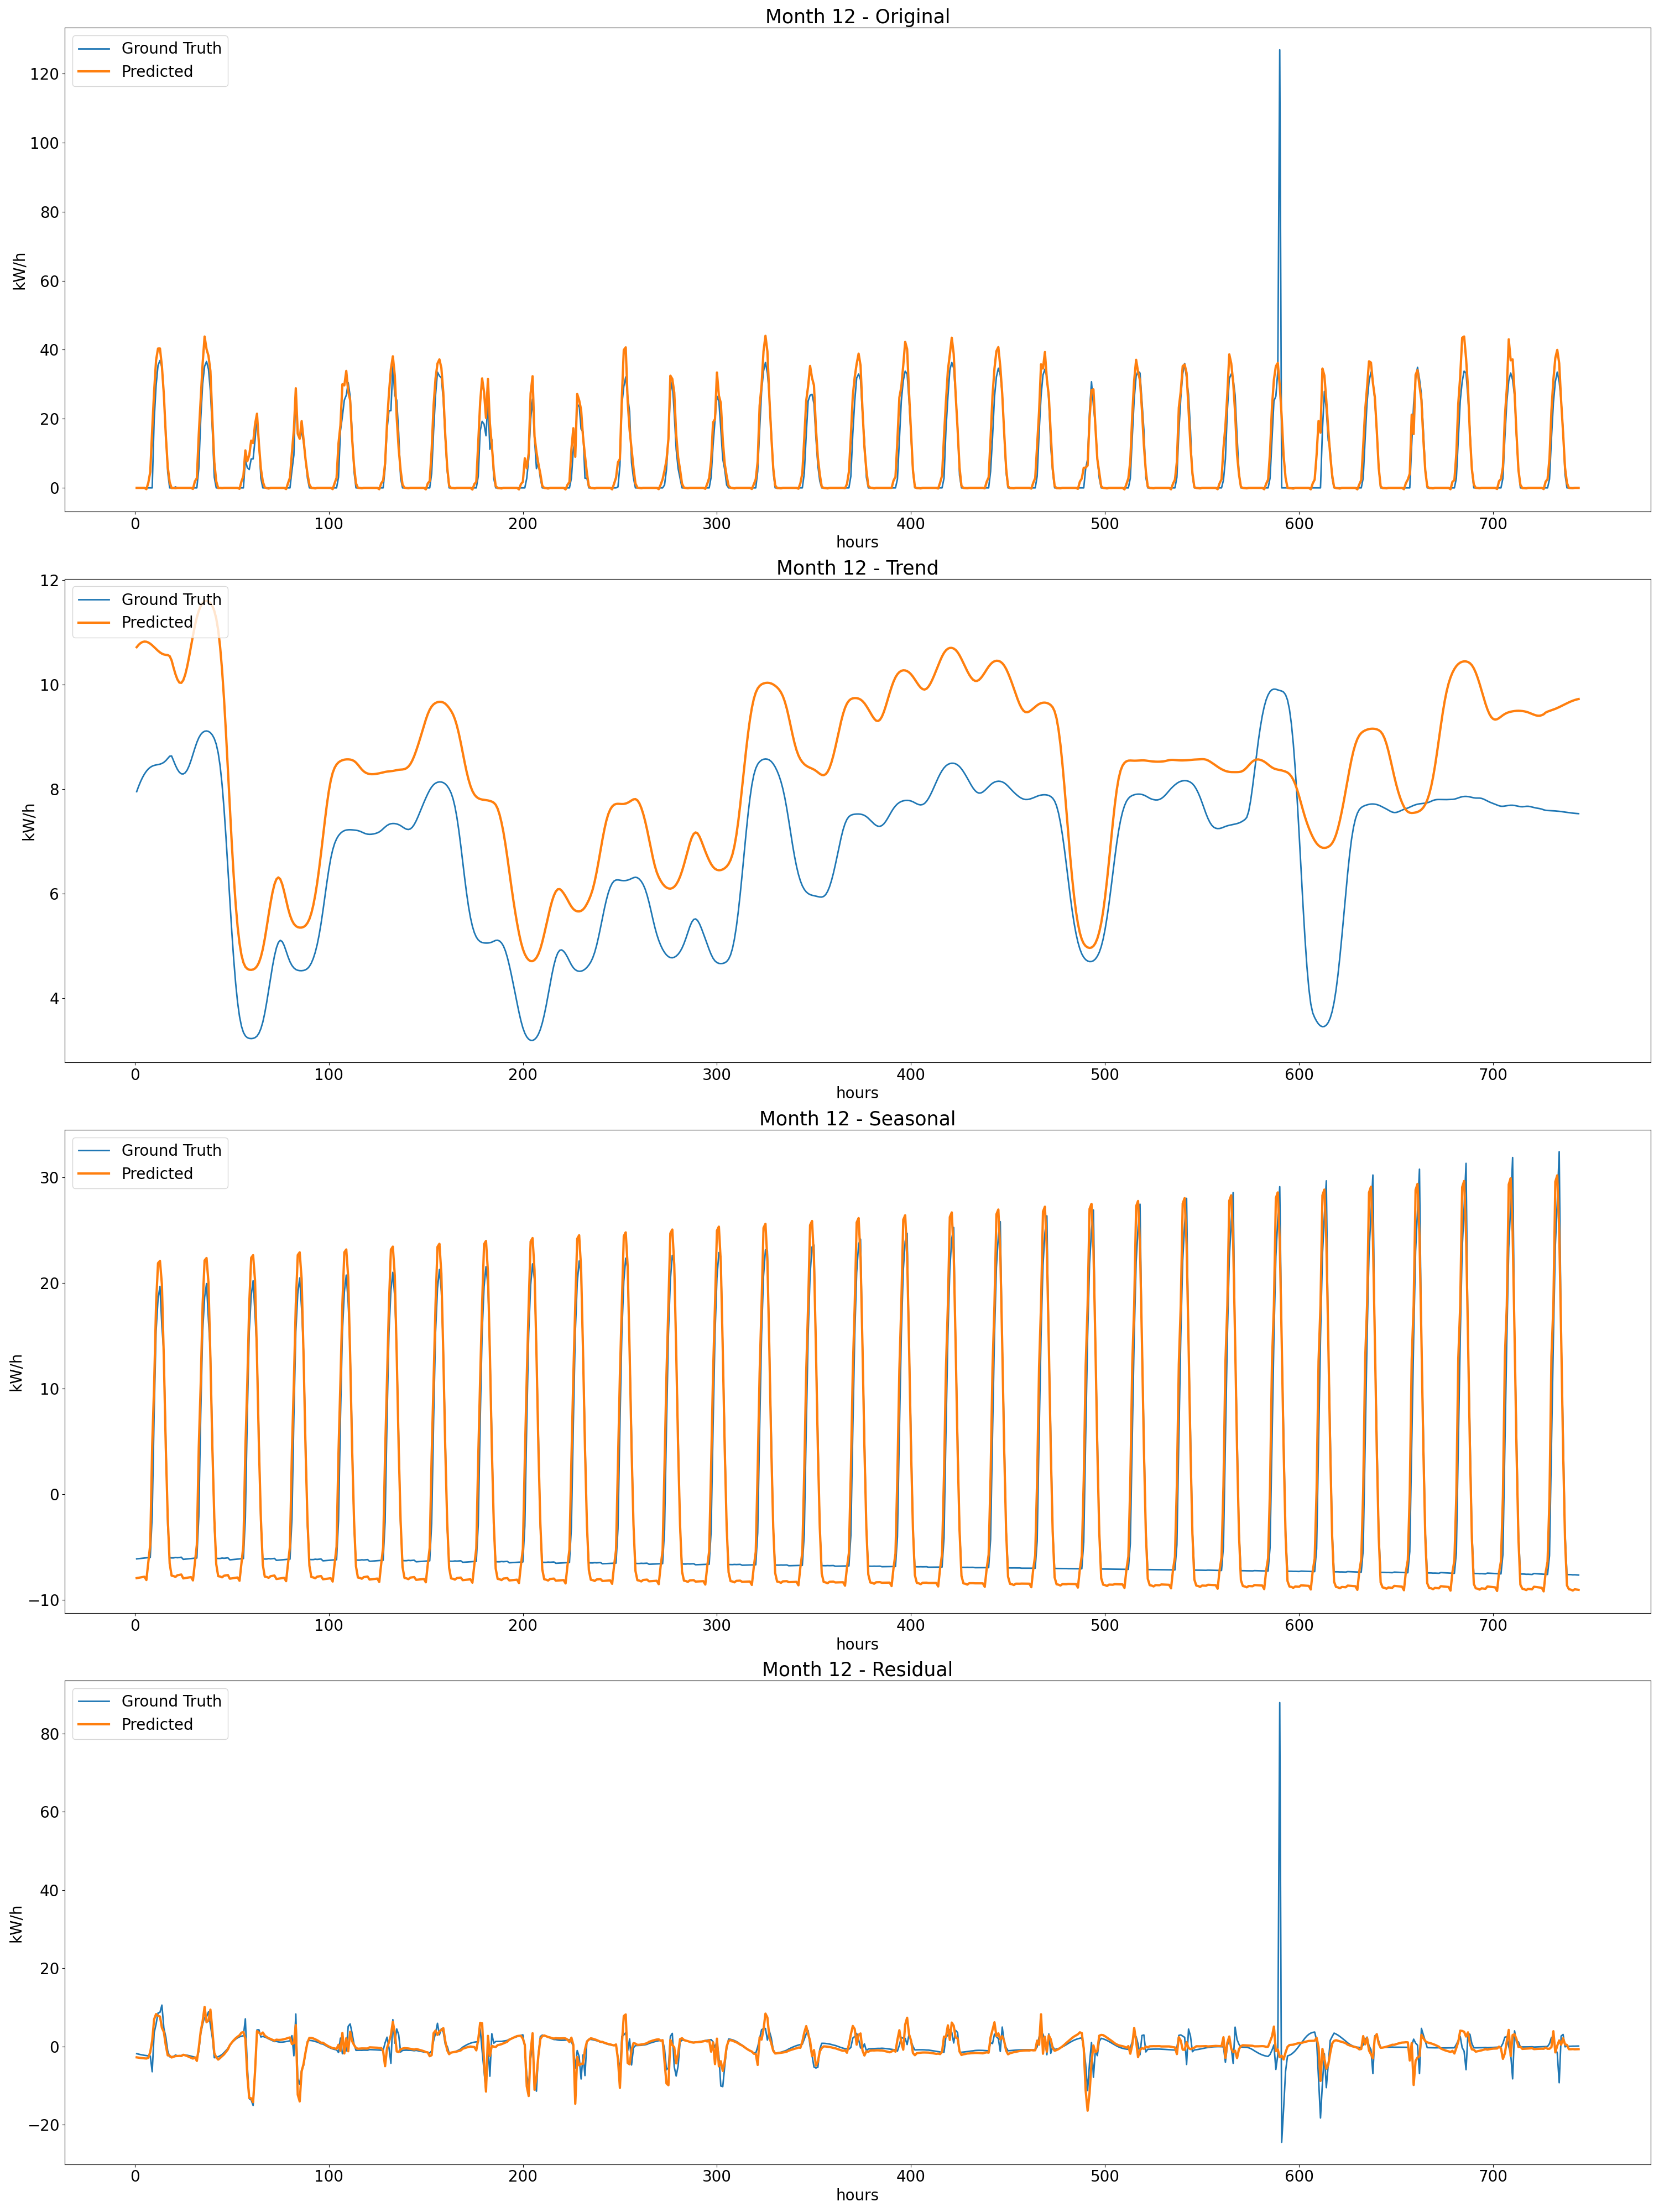 Month 12 - Original
Ground Truth
Predicted
120
100
80
60
40
20
0
kW/h
0 100 200 300 400 500 600 700
hours
Month 12 - Trend
Ground Truth
Predicted
12
10
8
6
4
kW/h
0 100 200 300 400 500 600 700
hours
Month 12 - Seasonal
Ground Truth
Predicted
30
20
10
0
−10
kW/h
0 100 200 300 400 500 600 700
hours
Month 12 - Residual
Ground Truth
Predicted
80
60
40
20
0
−20
kW/h
0 100 200 300 400 500 600 700
hours